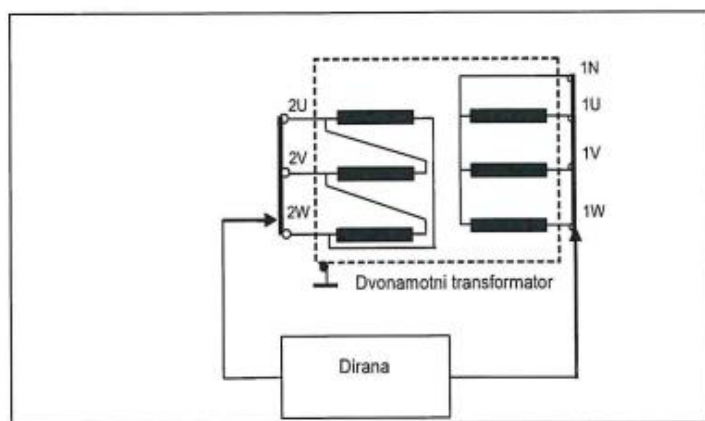 1N
2U
1U
2V
1V
2W
1W
Dvonamotni transformator
Dirana